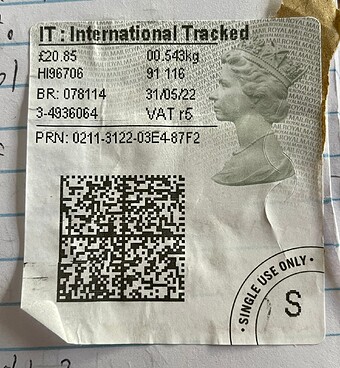 IT : International Tracked
£20.85 00.543kg
HI96706 91 116
BR: 078114 31/05/22
3-4936064 VAT r5
PRN: 0211-3122-03E4-87F2
• SINGLE USE ONLY •
S